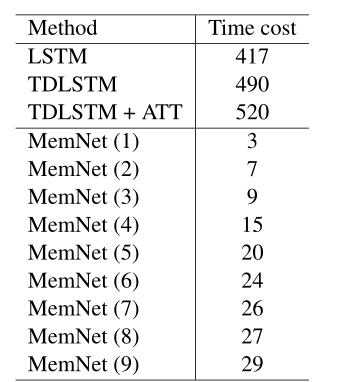 Method Time cost
LSTM 417
TDLSTM 490
TDLSTM + ATT 520
MemNet (1) 3
MemNet (2) 7
MemNet (3) 9
MemNet (4) 15
MemNet (5) 20
MemNet (6) 24
MemNet (7) 26
MemNet (8) 27
MemNet (9) 29